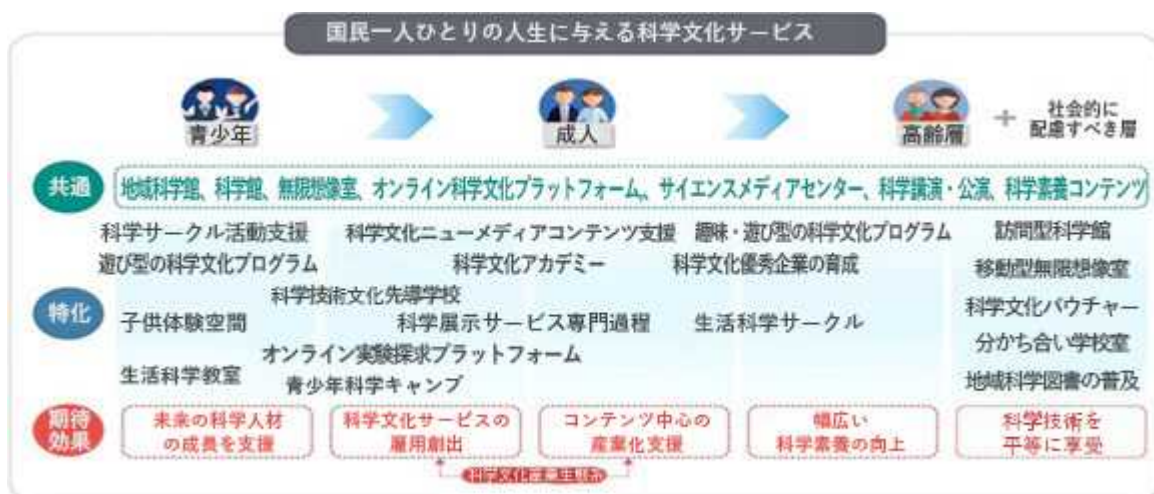 国民一人ひとりの人生に与える科学文化サービス
青少年
成人
高齢層
+
社会的に
配慮すべき層
共通
地域科学館、科学館、無限想像室、オンライン科学文化プラットフォーム、サイエンスメディアセンター、科学講演・公演、科学素養コンテンツ
科学サークル活動支援
科学文化ニューメディアコンテンツ支援
趣味・遊び型の科学文化プログラム
訪問型科学館
遊び型の科学文化プログラム
科学文化アカデミー
科学文化優秀企業の育成
移動型無限想像室
特化
科学技術文化先導学校
子供体験空間
科学展示サービス専門過程
生活科学サークル
科学文化バウチャー
オンライン実験探求プラットフォーム
分かち合い学校室
生活科学教室
青少年科学キャンプ
地域科学図書の普及
期待
効果
未来の科学人材
の成長を支援
科学文化サービスの
雇用創出
コンテンツ中心の
産業化支援
幅広い
科学素養の向上
科学技術を
平等に享受
科学文化産業生態系